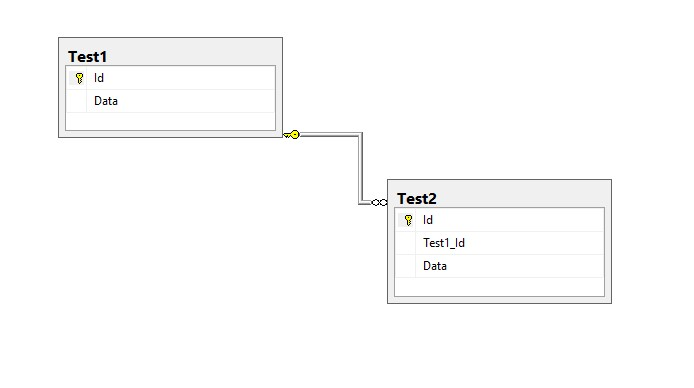 Test1
Id
Data
Test2
Id
Test1_Id
Data